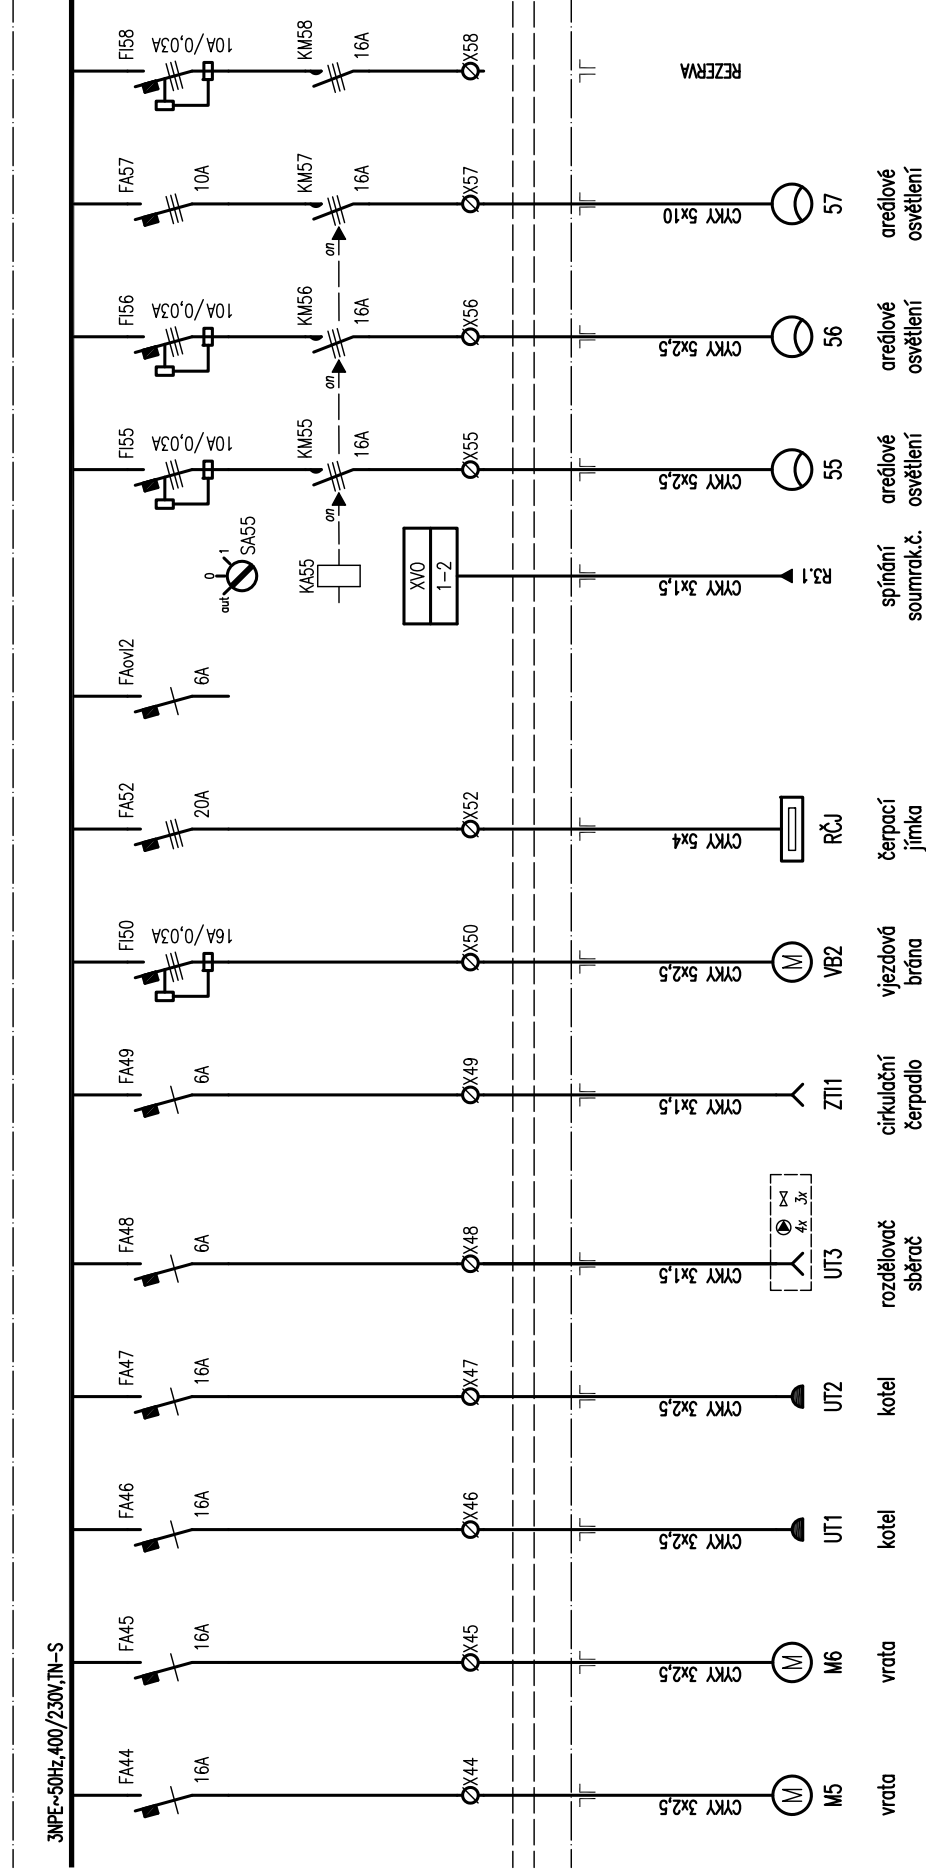 3NPE~50Hz,400/230V,TN-S
FA44
16A
X44
CYKY 3x2,5
M
M5
vrata
FA45
16A
X45
CYKY 3x2,5
M
M6
vrata
FA46
16A
X46
CYKY 3x2,5
UT1
kotel
FA47
16A
X47
CYKY 3x2,5
UT2
kotel
FA48
6A
X48
CYKY 3x1,5
4x 3x
UT3
rozdělovač
sběrač
FA49
6A
X49
CYKY 3x1,5
ZTI1
cirkulační
čerpadlo
FI50
16A/0,03A
X50
CYKY 5x2,5
M
VB2
vjezdová
brána
FA52
20A
X52
CYKY 5x4
RČJ
čerpací
jímka
FAovl2
6A
aut 0 1
SA55
KA55
XVO
1-2
CYKY 3x1,5
R3.1
spínání
soumrak.č.
FI55
10A/0,03A
KM55
on
16A
X55
CYKY 5x2,5
55
areálové
osvětlení
FI56
10A/0,03A
KM56
on
16A
X56
CYKY 5x2,5
56
areálové
osvětlení
FA57
10A
KM57
on
16A
X57
CYKY 5x10
57
areálové
osvětlení
FI58
10A/0,03A
KM58
16A
X58
REZERVA